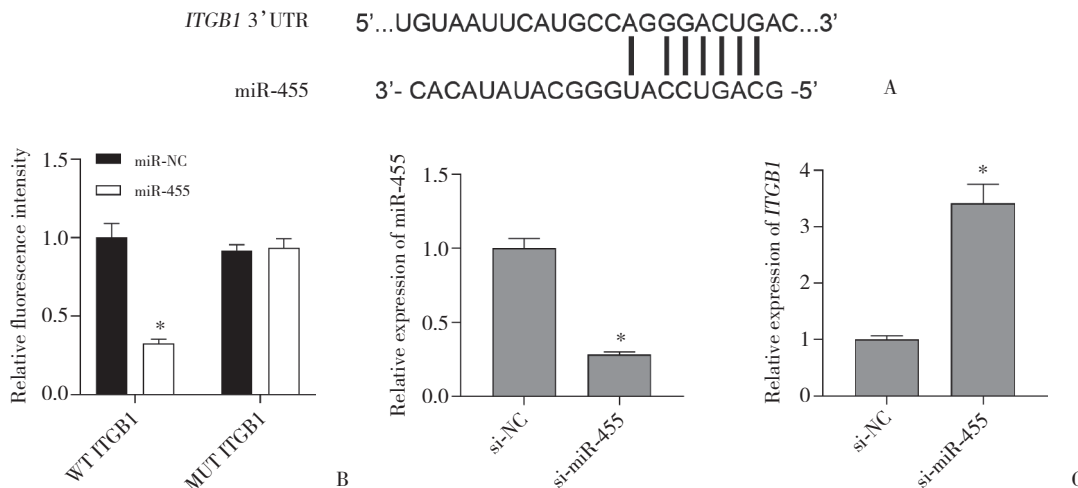 ITGB1 3’UTR 5’...UGUAAUUCAUGCCAGGGACUGAC...3’
miR-455 3’- CACAUAUACGGGUACCUGACG -5’ A
Relative fluorescence intensity
1.5
1.0
0.5
0.0
miR-NC
miR-455
*
WT ITGB1
MUT ITGB1
B
Relative expression of miR-455
1.5
1.0
0.5
0.0
*
si-NC
si-miR-455
Relative expression of ITGB1
4
3
2
1
0
*
si-NC
si-miR-455